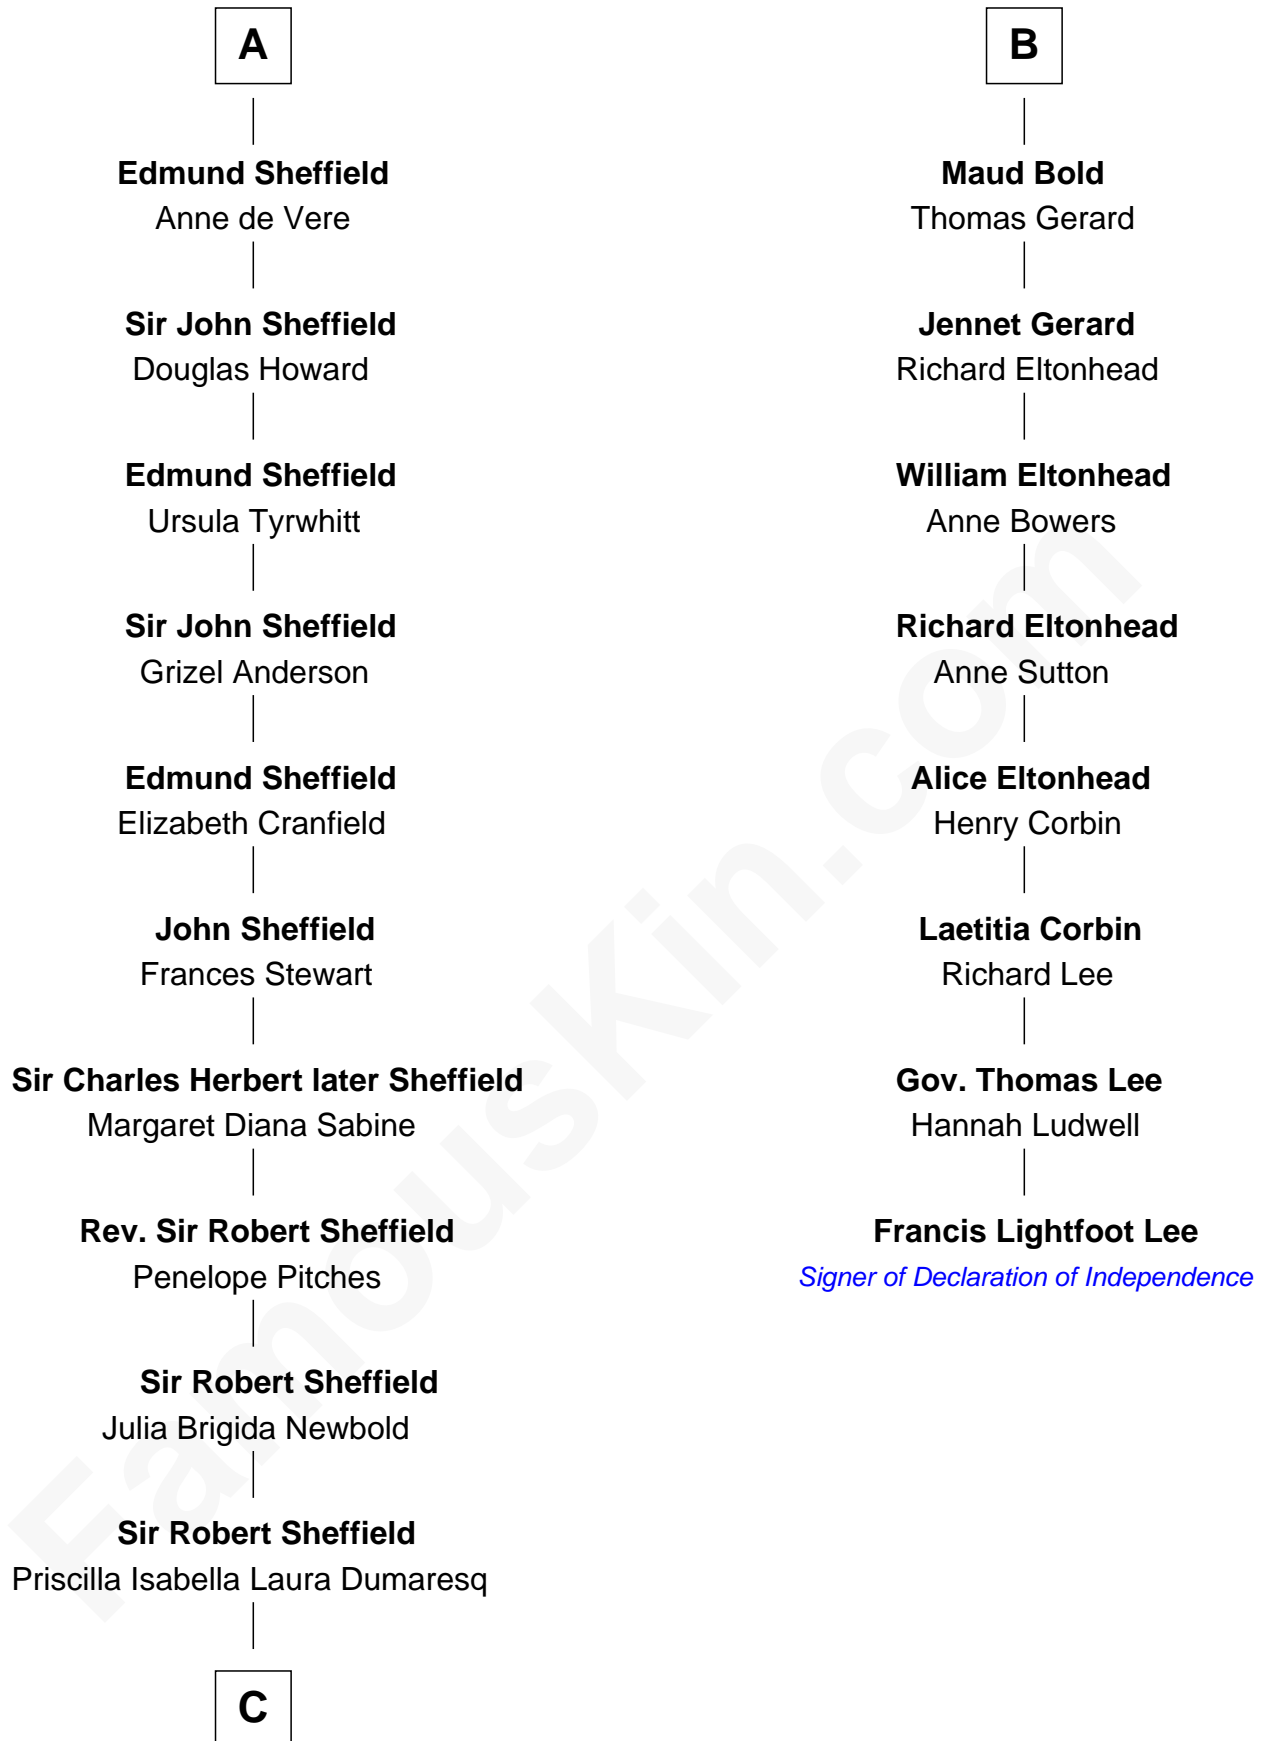 A
Edmund Sheffield
Anne de Vere
Sir John Sheffield
Douglas Howard
Edmund Sheffield
Ursula Tyrwhitt
Sir John Sheffield
Grizel Anderson
Edmund Sheffield
Elizabeth Cranfield
John Sheffield
Frances Stewart
Sir Charles Herbert later Sheffield
Margaret Diana Sabine
Rev. Sir Robert Sheffield
Penelope Pitches
Sir Robert Sheffield
Julia Brigida Newbold
Sir Robert Sheffield
Priscilla Isabella Laura Dumaresq
C
B
Maud Bold
Thomas Gerard
Jennet Gerard
Richard Eltonhead
William Eltonhead
Anne Bowers
Richard Eltonhead
Anne Sutton
Alice Eltonhead
Henry Corbin
Laetitia Corbin
Richard Lee
Gov. Thomas Lee
Hannah Ludwell
Francis Lightfoot Lee
Signer of Declaration of Independence
FamousKin.com